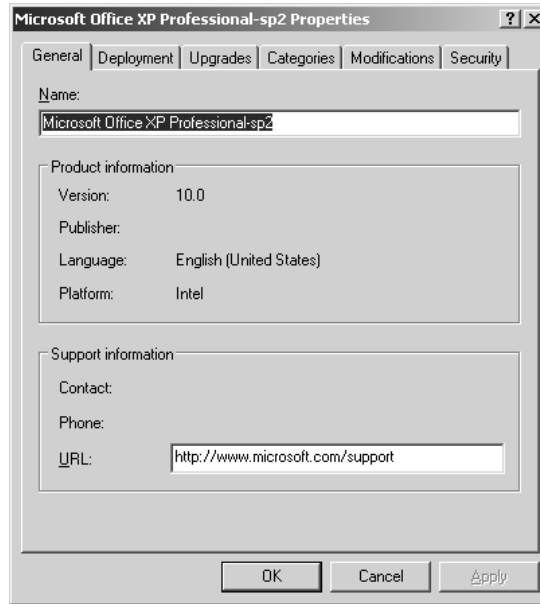 Microsoft Office XP Professional-sp2 Properties
General Deployment Upgrades Categories Modifications Security
Name:
Microsoft Office XP Professional-sp2
Product information
Version: 10.0
Publisher:
Language: English (United States)
Platform: Intel
Support information
Contact:
Phone:
URL: http://www.microsoft.com/support
OK Cancel Apply